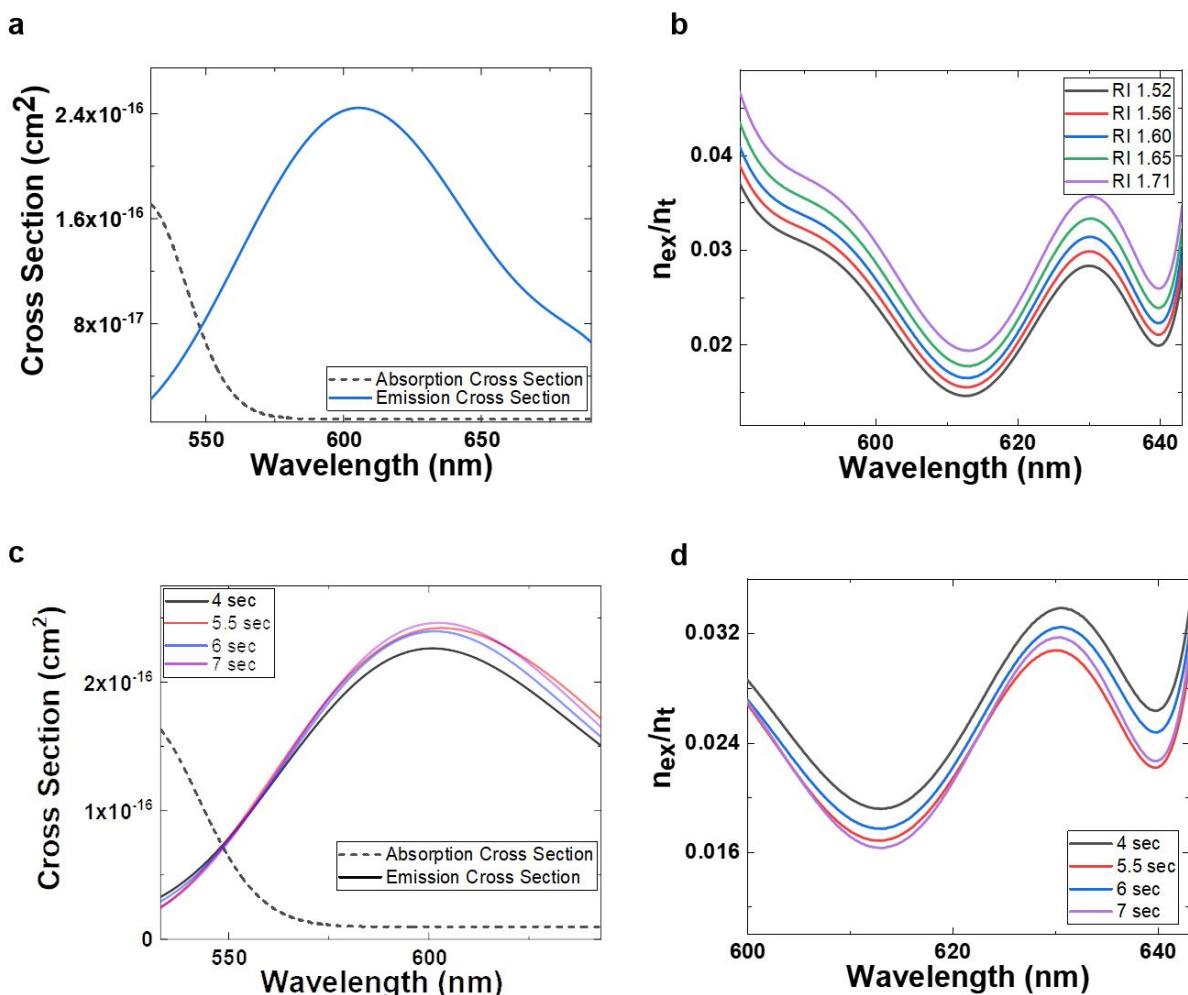 a
Cross Section (cm²)
2.4x10⁻¹⁶
1.6x10⁻¹⁶
8x10⁻¹⁷
550
600
650
Wavelength (nm)
Absorption Cross Section
Emission Cross Section
b
nₑₓ/nₜ
0.04
0.03
0.02
600
620
640
Wavelength (nm)
RI 1.52
RI 1.56
RI 1.60
RI 1.65
RI 1.71
c
Cross Section (cm²)
2x10⁻¹⁶
1x10⁻¹⁶
0
550
600
Wavelength (nm)
4 sec
5.5 sec
6 sec
7 sec
Absorption Cross Section
Emission Cross Section
d
nₑₓ/nₜ
0.032
0.024
0.016
600
620
640
Wavelength (nm)
4 sec
5.5 sec
6 sec
7 sec